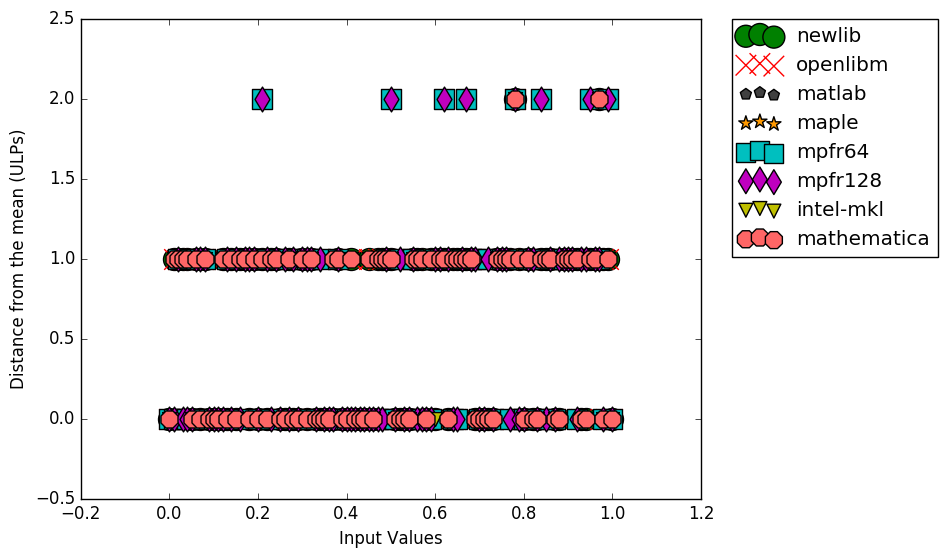 2.5
2.0
1.5
1.0
0.5
0.0
−0.5
Distance from the mean (ULPs)
−0.2
0.0
0.2
0.4
0.6
0.8
1.0
1.2
Input Values
newlib
openlibm
matlab
maple
mpfr64
mpfr128
intel-mkl
mathematica